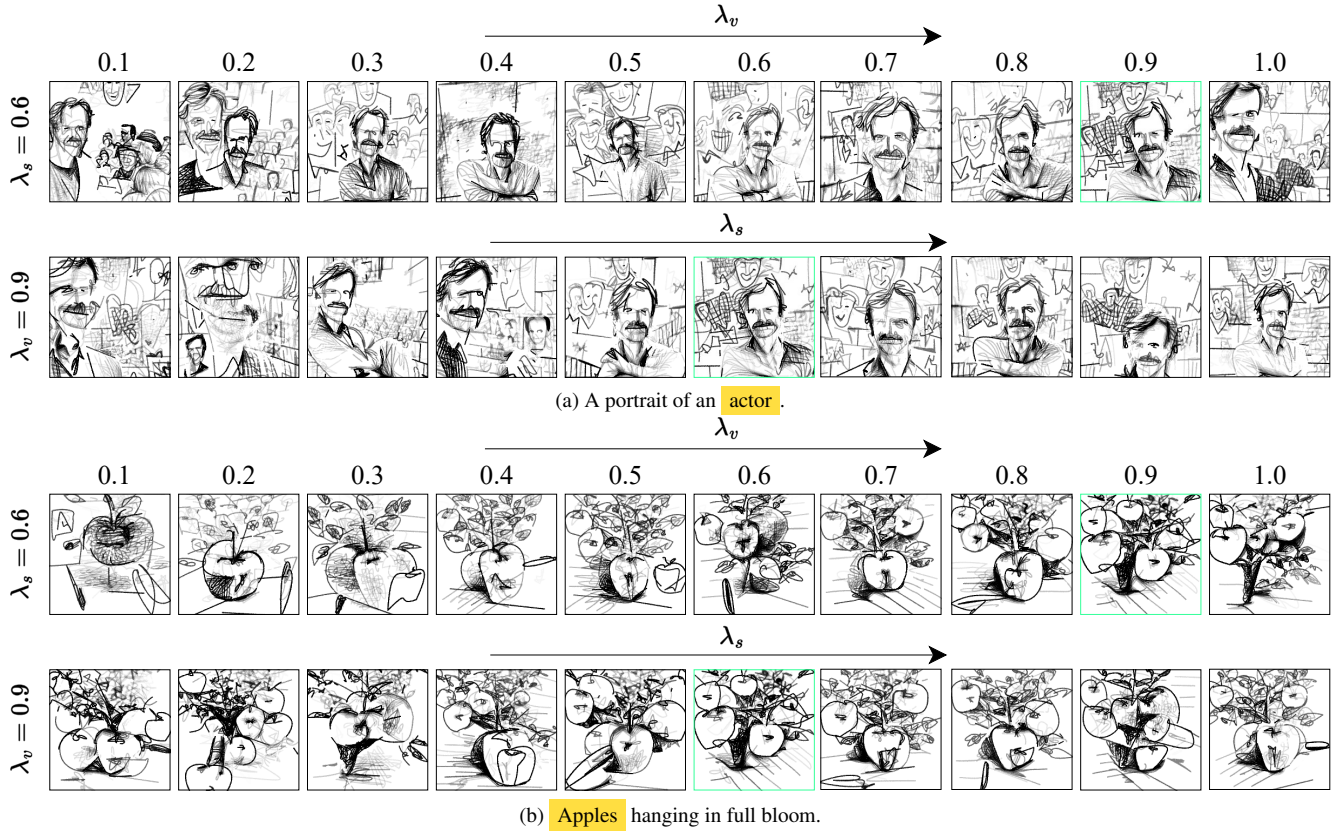 λ_v
0.1 0.2 0.3 0.4 0.5 0.6 0.7 0.8 0.9 1.0
λ_s = 0.6
λ_s
λ_v = 0.9
(a) A portrait of an actor .
λ_v
0.1 0.2 0.3 0.4 0.5 0.6 0.7 0.8 0.9 1.0
λ_s = 0.6
A
λ_s
λ_v = 0.9
(b) Apples hanging in full bloom.